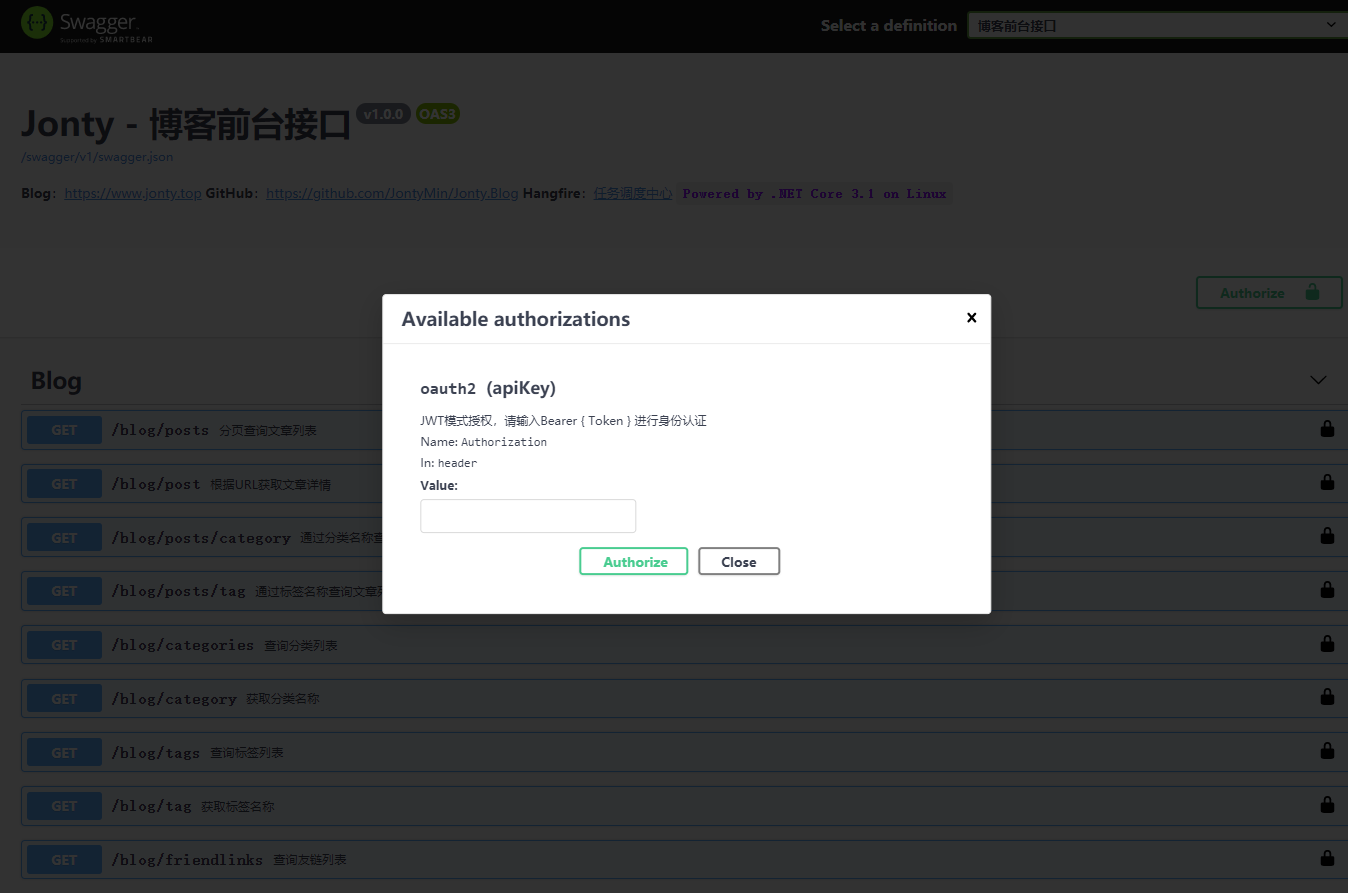 Swagger.
Supported by SMARTBEAR
Select a definition
博客前台接口
Jonty - 博客前台接口 v1.0.0 OAS3
/swagger/v1/swagger.json
Blog: https://www.jonty.top GitHub: https://github.com/JontyMin/Jonty.Blog Hangfire: 任务调度中心 Powered by .NET Core 3.1 on Linux
Authorize
Available authorizations
oauth2 (apiKey)
JWT模式授权，请输入Bearer { Token } 进行身份认证
Name: Authorization
In: header
Value:
Authorize Close
Blog
GET /blog/posts 分页查询文章列表
GET /blog/post 根据URL获取文章详情
GET /blog/posts/category 通过分类名称查
GET /blog/posts/tag 通过标签名称查询文章
GET /blog/categories 查询分类列表
GET /blog/category 获取分类名称
GET /blog/tags 查询标签列表
GET /blog/tag 获取标签名称
GET /blog/friendlinks 查询友链列表